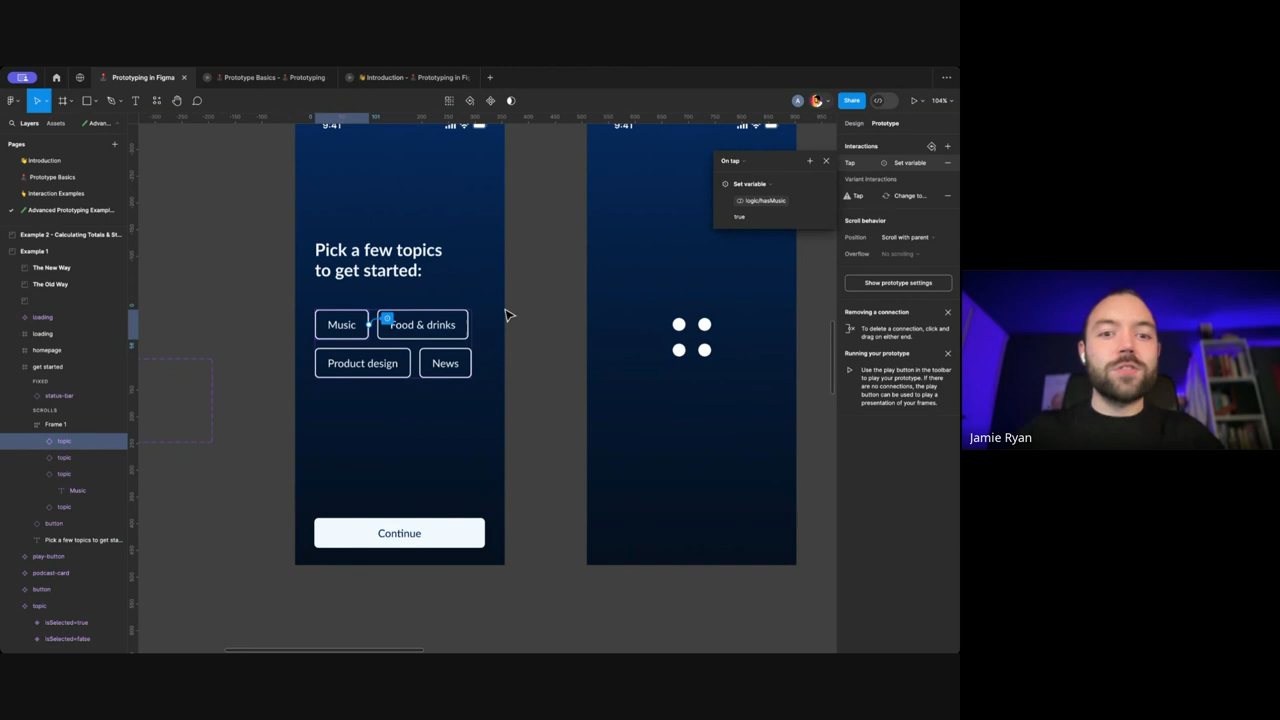 Prototyping in Figma
Prototype Basics - Prototyping
Introduction - Prototyping in Fi
Share
104%
Layers
Assets
Advan...
Design
Prototype
Pages
Introduction
Prototype Basics
Interaction Examples
Advanced Prototyping Exampl...
Example 2 - Calculating Totals & St...
Example 1
The New Way
The Old Way
loading
loading
homepage
get started
FIXED
status-bar
SCROLLS
Frame 1
topic
topic
topic
Music
topic
button
Pick a few topics to get sta...
play-button
podcast-card
button
topic
isSelected=true
isSelected=false
9:41
Pick a few topics
to get started:
Music
Food & drinks
Product design
News
Continue
9:41
On tap
Set variable
logic/hasMusic
true
Interactions
Tap
Set variable
Variant Interactions
Tap
Change to...
Scroll behavior
Position
Scroll with parent
Overflow
No scrolling
Show prototype settings
Removing a connection
To delete a connection, click and
drag on either end.
Running your prototype
Use the play button in the toolbar
to play your prototype. If there
are no connections, the play
button can be used to play a
presentation of your frames.
Jamie Ryan